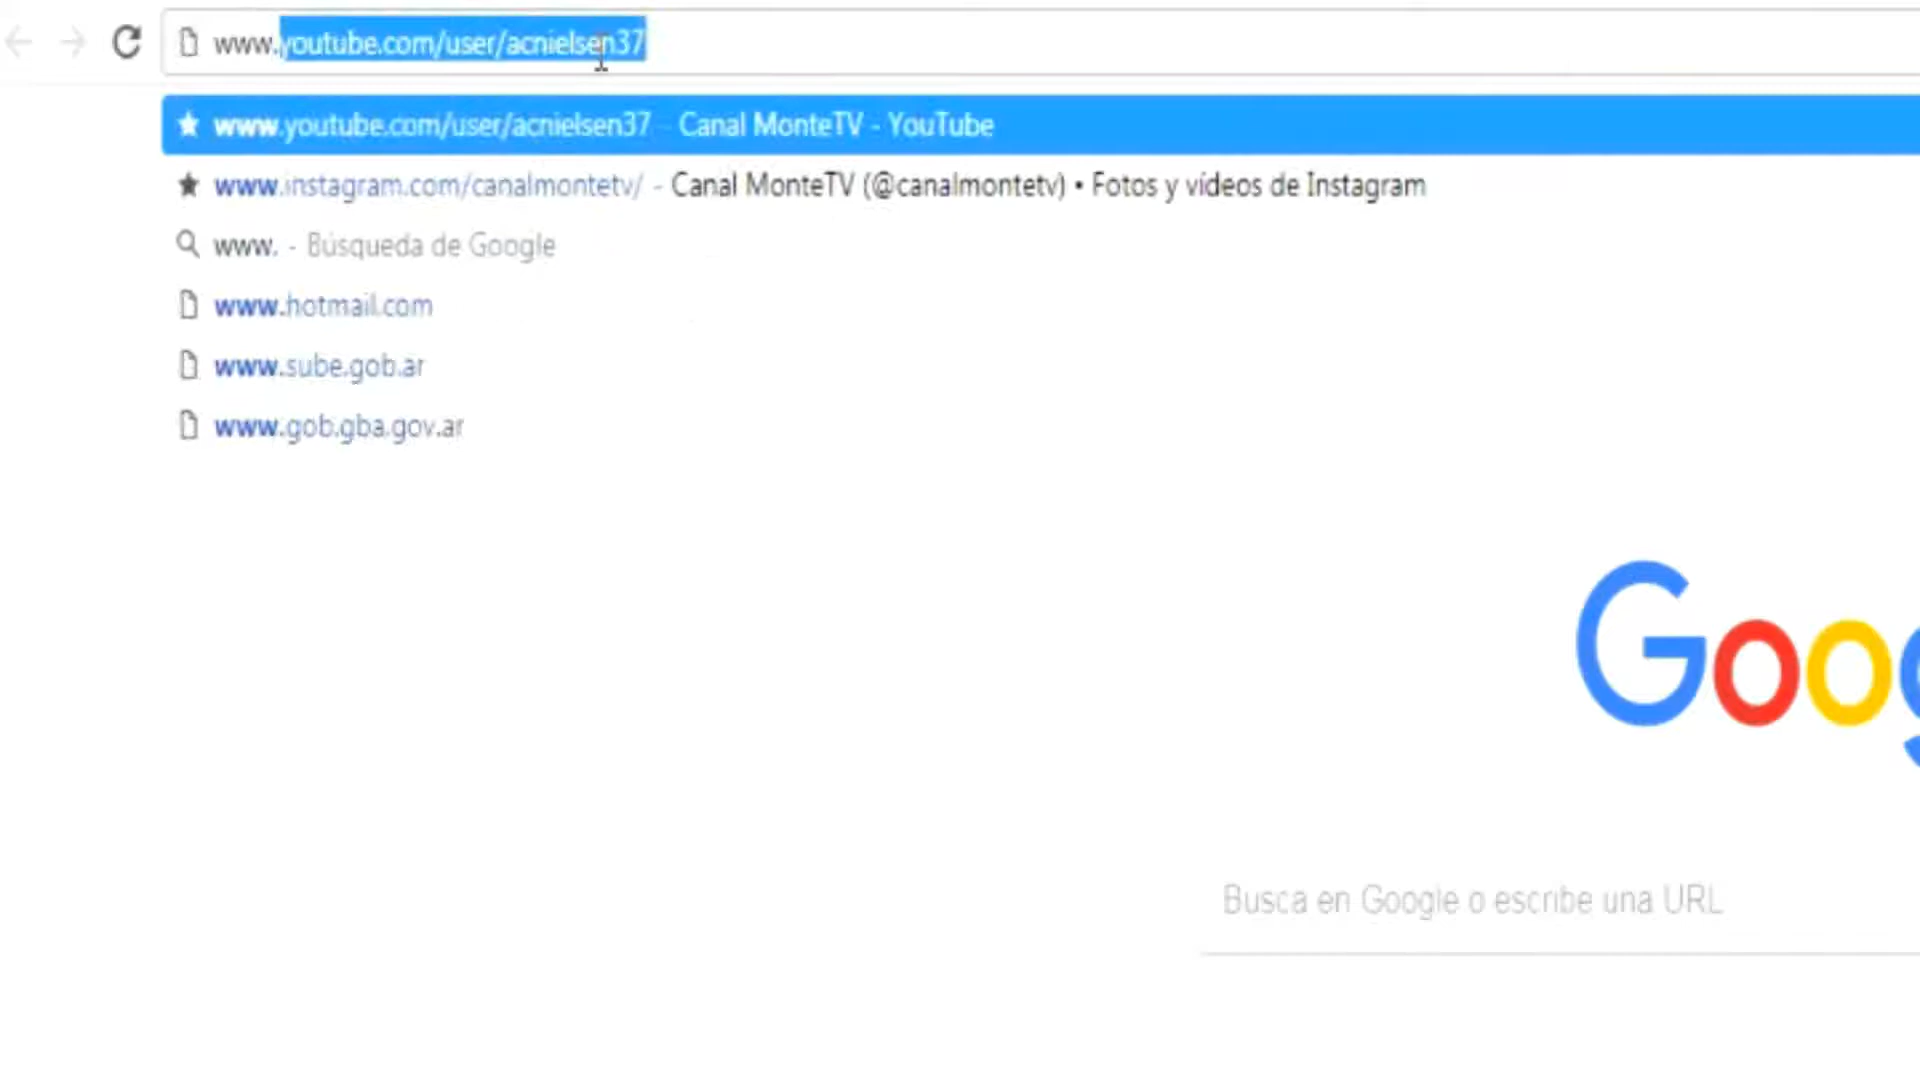 www.youtube.com/user/acnielsen37
www.youtube.com/user/acnielsen37 - Canal MonteTV - YouTube
www.instagram.com/canalmontetv/ - Canal MonteTV (@canalmontetv) • Fotos y vídeos de Instagram
www. - Búsqueda de Google
www.hotmail.com
www.sube.gob.ar
www.gob.gba.gov.ar
Goog
Busca en Google o escribe una URL